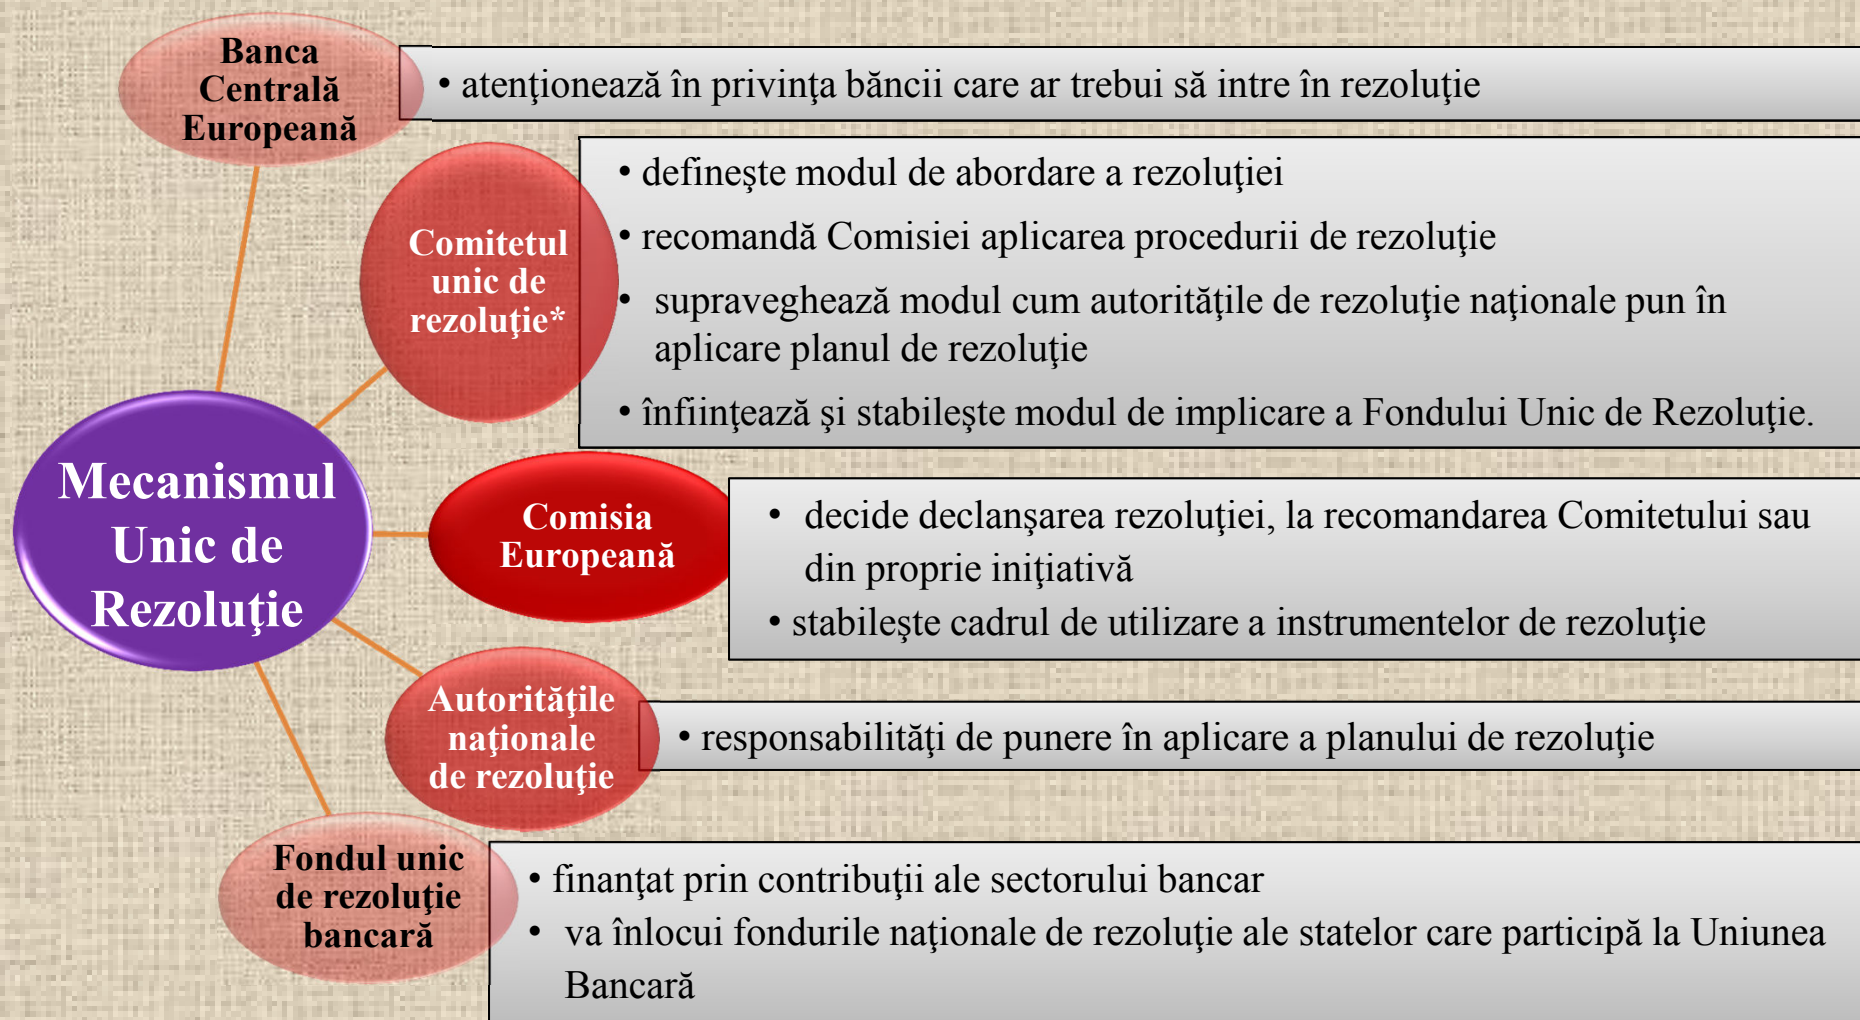 Banca
Centrală
Europeană
• atenţionează în privinţa băncii care ar trebui să intre în rezoluţie
Comitetul
unic de
rezoluţie*
• defineşte modul de abordare a rezoluţiei
• recomandă Comisiei aplicarea procedurii de rezoluţie
• supraveghează modul cum autorităţile de rezoluţie naţionale pun în
aplicare planul de rezoluţie
• înfiinţează şi stabileşte modul de implicare a Fondului Unic de Rezoluţie.
Mecanismul
Unic de
Rezoluţie
Comisia
Europeană
• decide declanşarea rezoluţiei, la recomandarea Comitetului sau
din proprie iniţiativă
• stabileşte cadrul de utilizare a instrumentelor de rezoluţie
Autorităţile
naţionale
de rezoluţie
• responsabilităţi de punere în aplicare a planului de rezoluţie
Fondul unic
de rezoluţie
bancară
• finanţat prin contribuţii ale sectorului bancar
• va înlocui fondurile naţionale de rezoluţie ale statelor care participă la Uniunea
Bancară